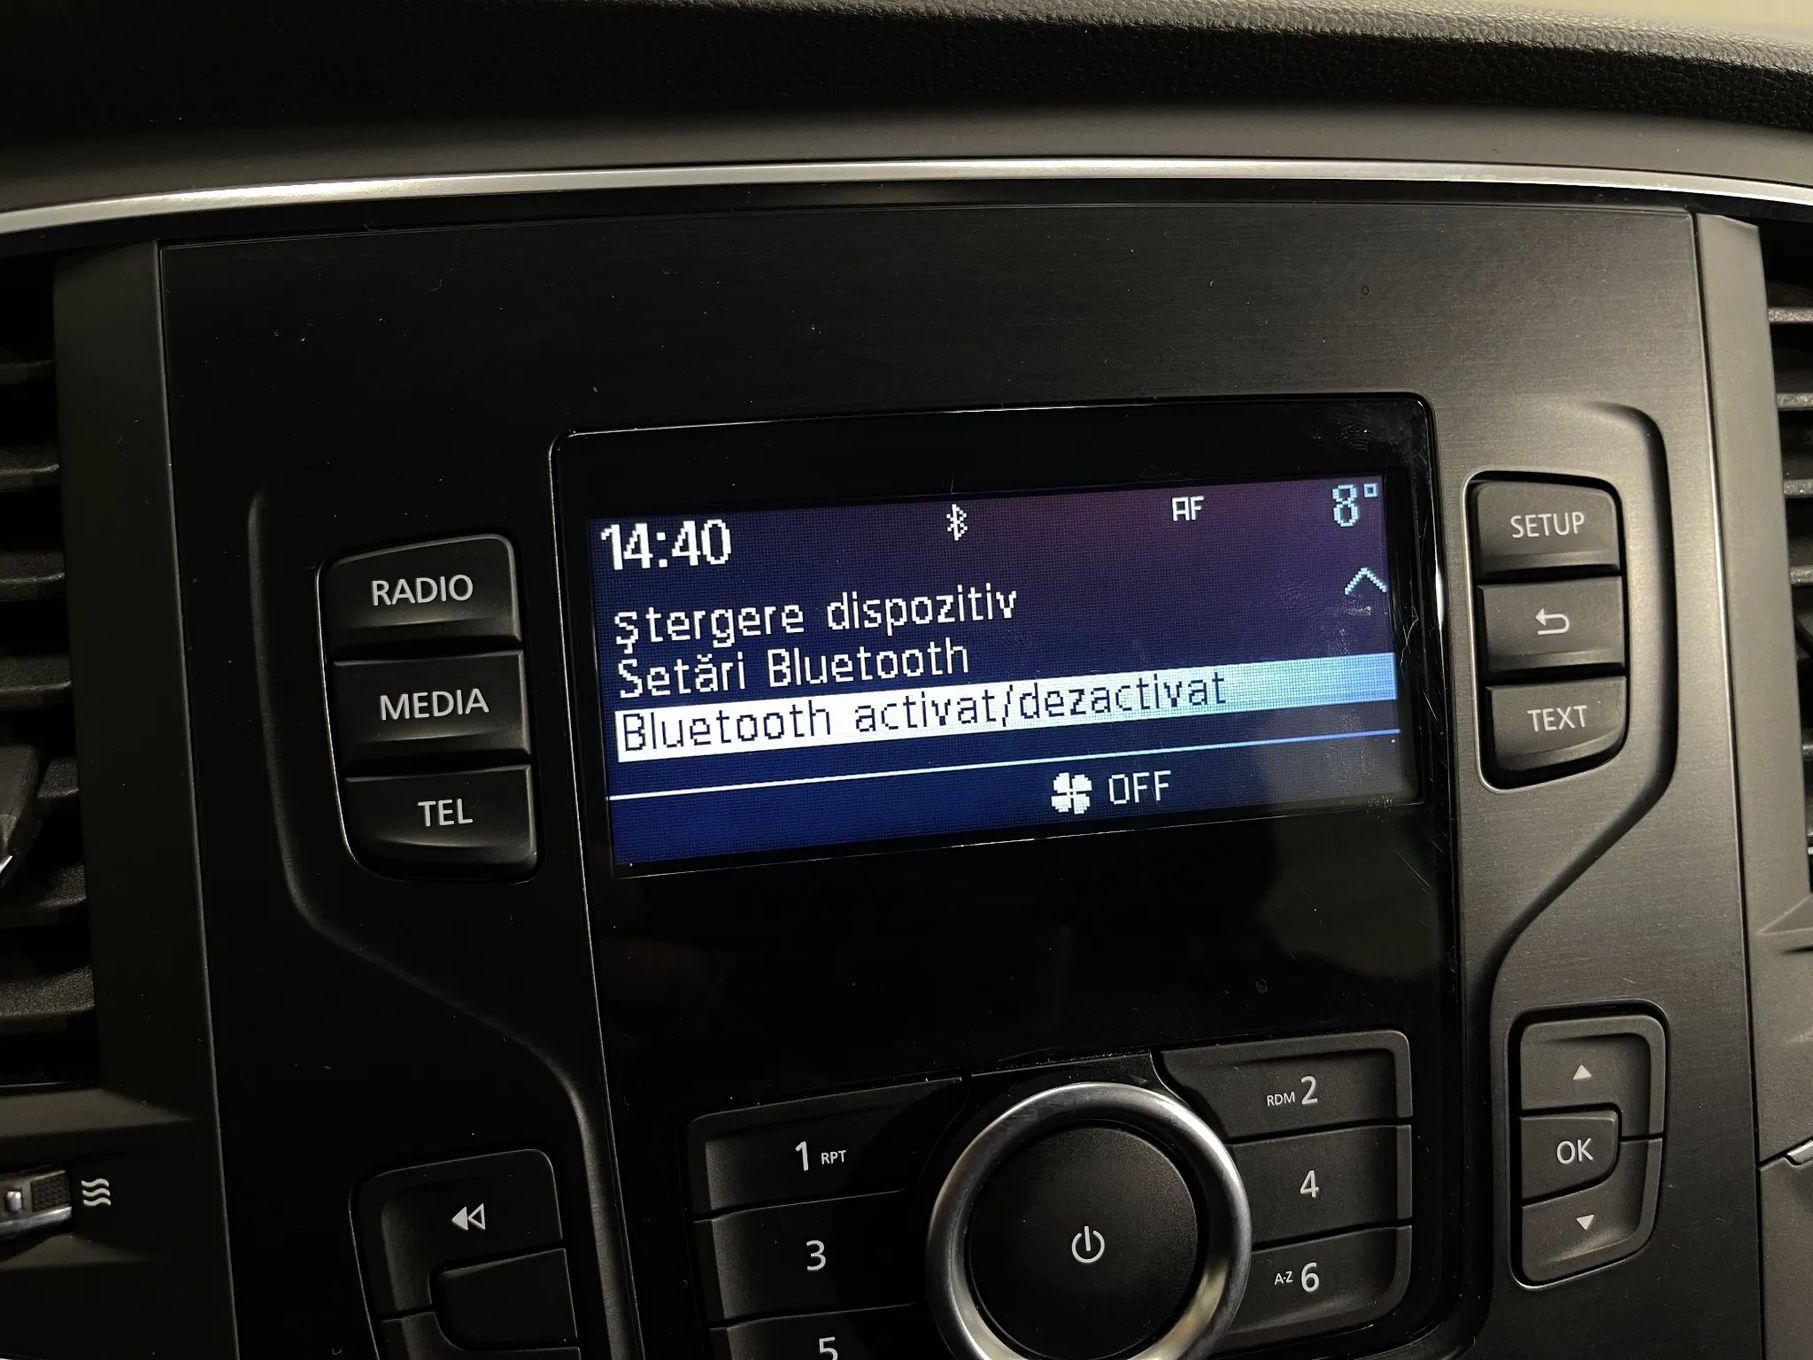 14:40 AF 8°
Ştergere dispozitiv
Setări Bluetooth
Bluetooth activat/dezactivat
OFF
RADIO
MEDIA
TEL
SETUP
TEXT
1 RPT
RDM 2
3
4
5
A-Z 6
OK